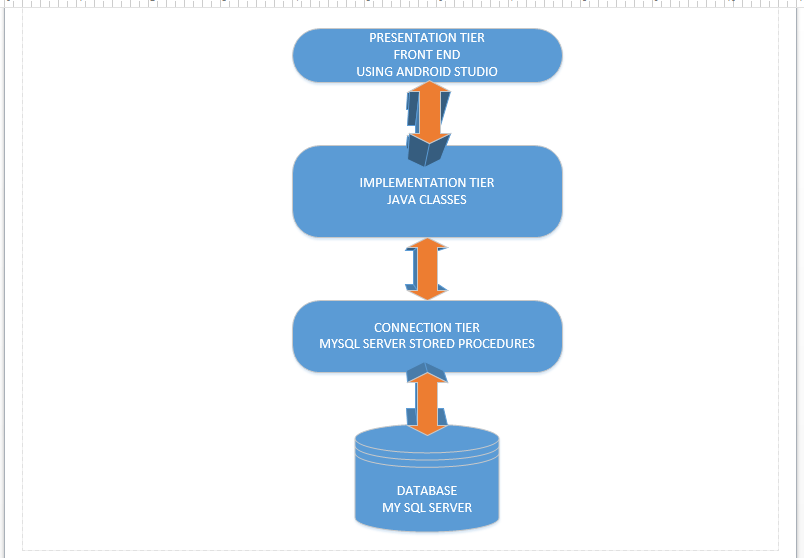 PRESENTATION TIER
FRONT END
USING ANDROID STUDIO
IMPLEMENTATION TIER
JAVA CLASSES
CONNECTION TIER
MYSQL SERVER STORED PROCEDURES
DATABASE
MY SQL SERVER